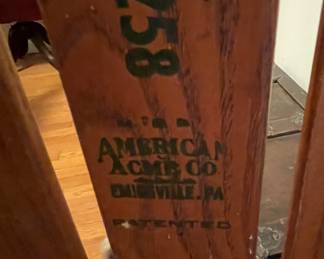 258
AMERICAN
ACME CO
EMIGSVILLE, PA
PATENTED